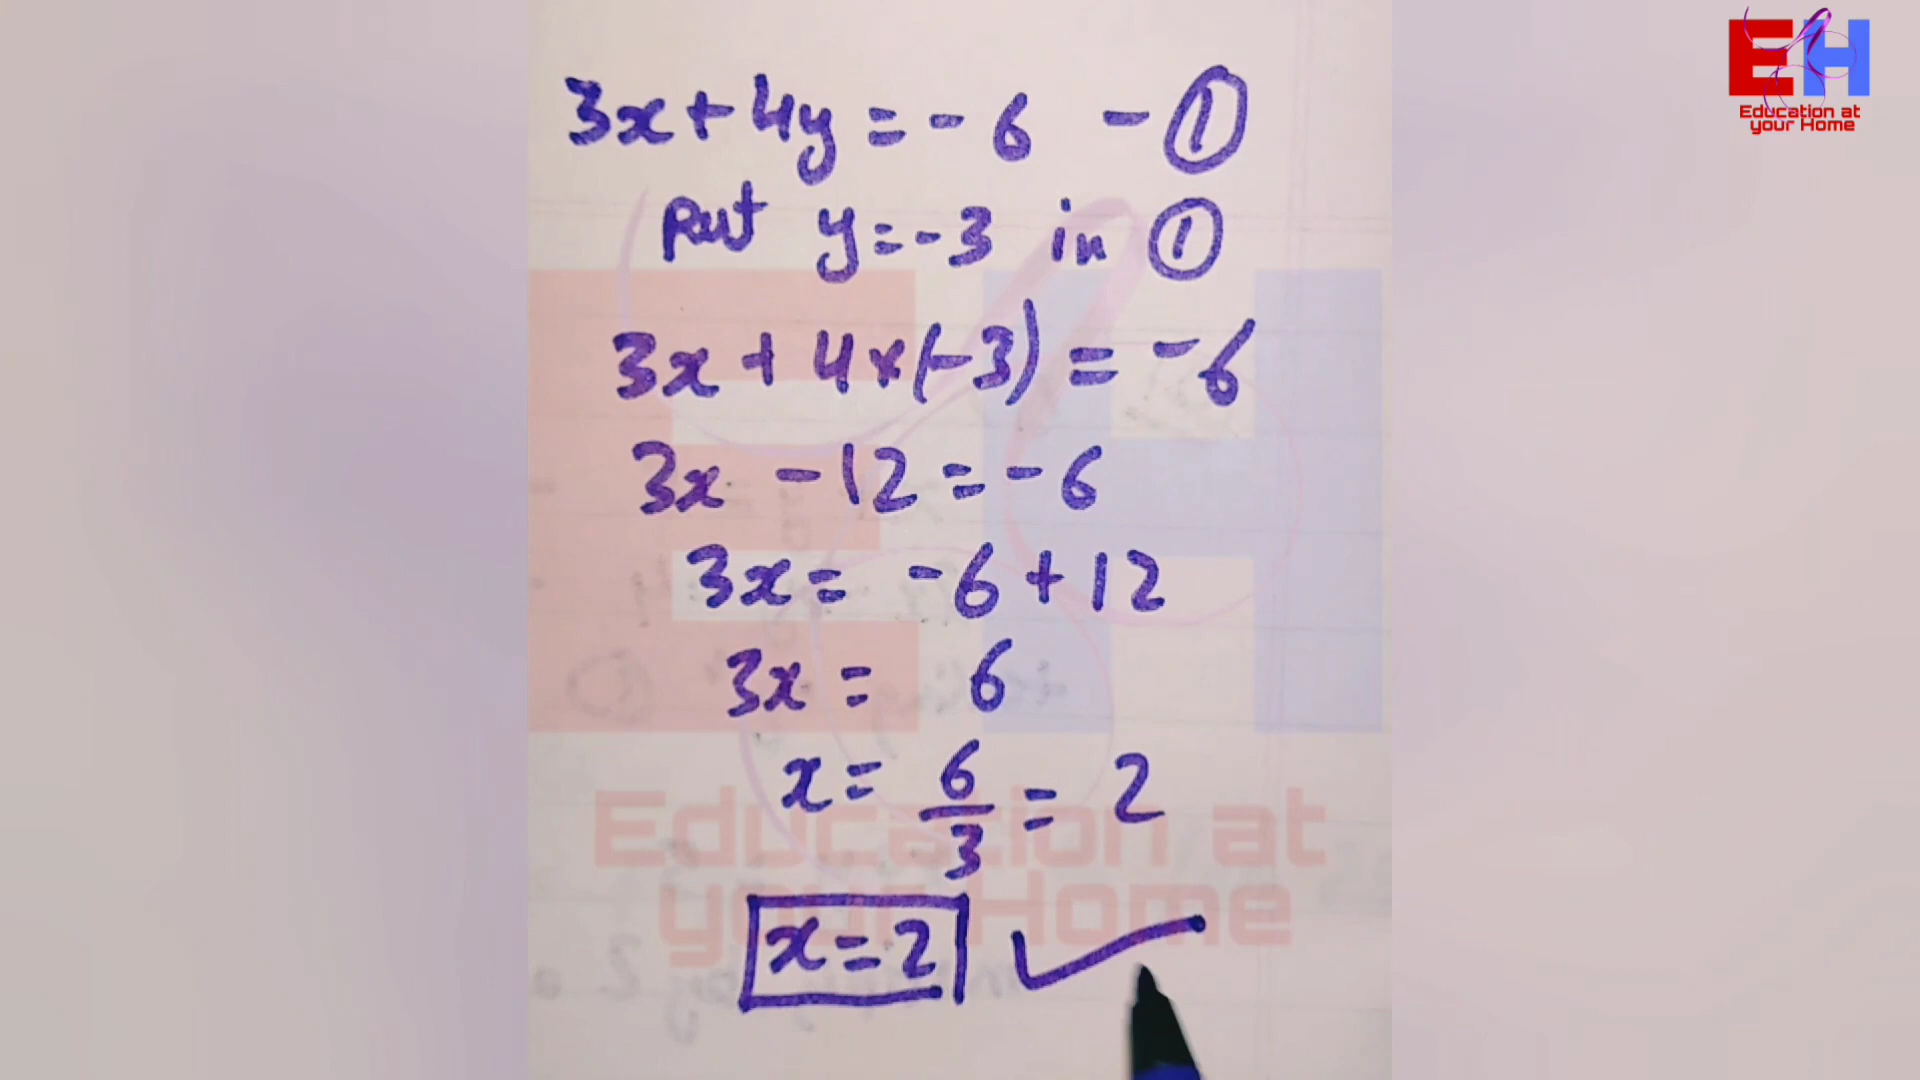 EH
Education at
your Home
3x+4y=-6 -①
put y=-3 in ①
3x+4×(-3)=-6
3x-12=-6
3x=-6+12
3x=6
x=6/3=2
x=2 ✓
Education at
your Home